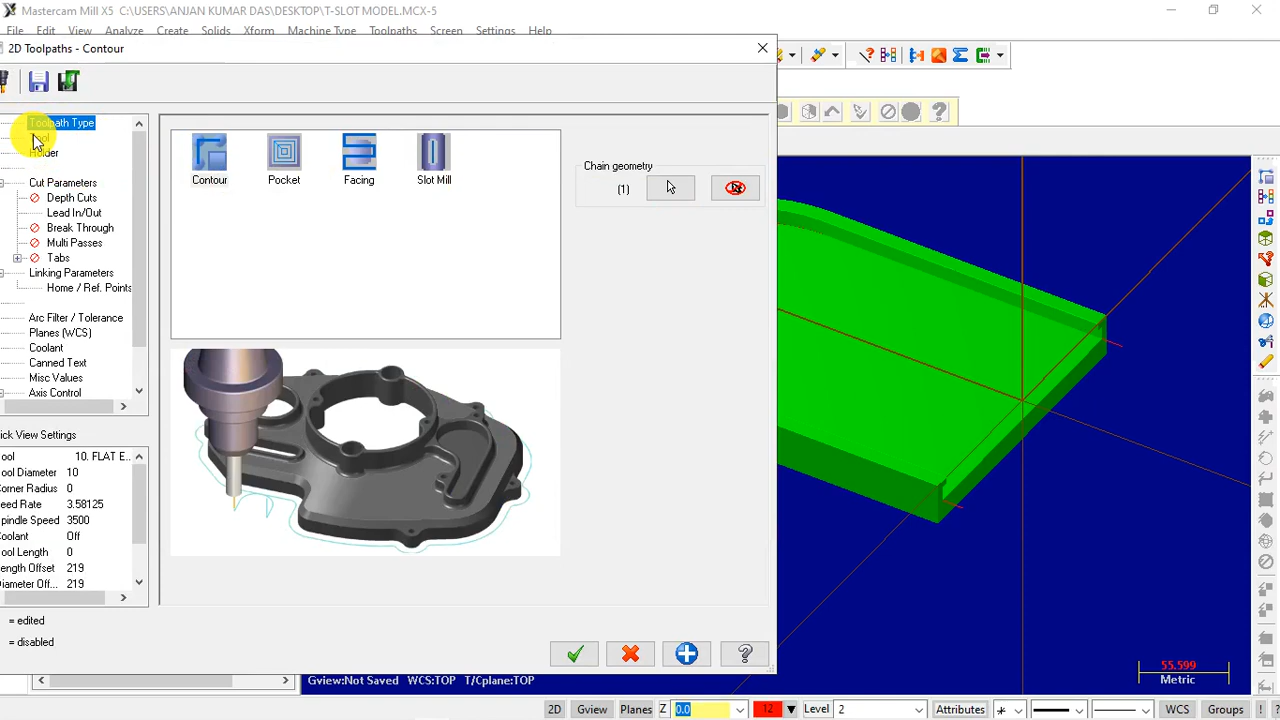 Mastercam Mill X5 C:\USERS\ANJAN KUMAR DAS\DESKTOP\T-SLOT MODEL.MCX-5
File Edit View Analyze Create Solids Xform Machine Type Toolpaths Screen Settings Help
2D Toolpaths - Contour
Toolpath Type
Holder
Cut Parameters
Depth Cuts
Lead In/Out
Break Through
Multi Passes
Tabs
Linking Parameters
Home / Ref. Points
Arc Filter / Tolerance
Planes (WCS)
Coolant
Canned Text
Misc Values
Axis Control
Contour Pocket Facing Slot Mill
Chain geometry
(1)
ick View Settings
ool 10. FLAT E...
ool Diameter 10
orner Radius 0
eed Rate 3.58125
pindle Speed 3500
oolant Off
ool Length 0
ength Offset 219
iameter Off... 219
= edited
= disabled
Gview:Not Saved WCS:TOP T/Cplane:TOP
55.599
Metric
2D Gview Planes Z 0.0 12 Level 2 Attributes WCS Groups